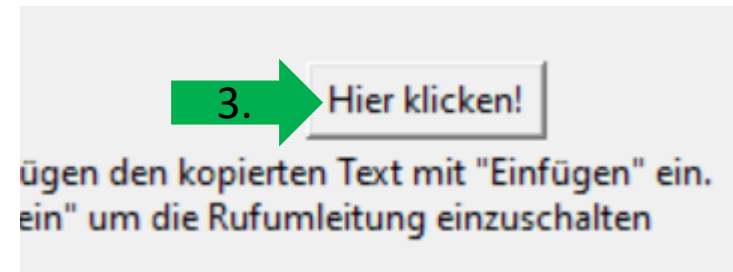 3. Hier klicken!
ügen den kopierten Text mit "Einfügen" ein.
ein" um die Rufumleitung einzuschalten